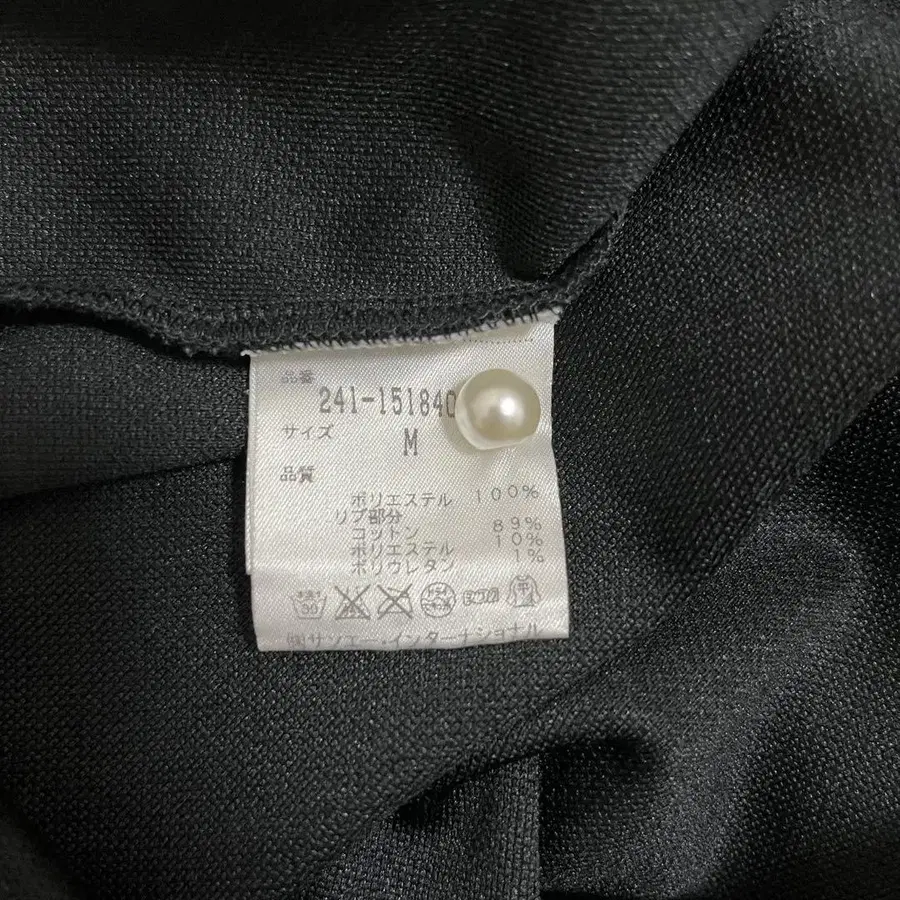 品番
241-151840
サイズ M
品質
ポリエステル 100%
リブ部分
コットン 89%
ポリエステル 10%
ポリウレタン 1%
㈱サンエー・インターナショナル